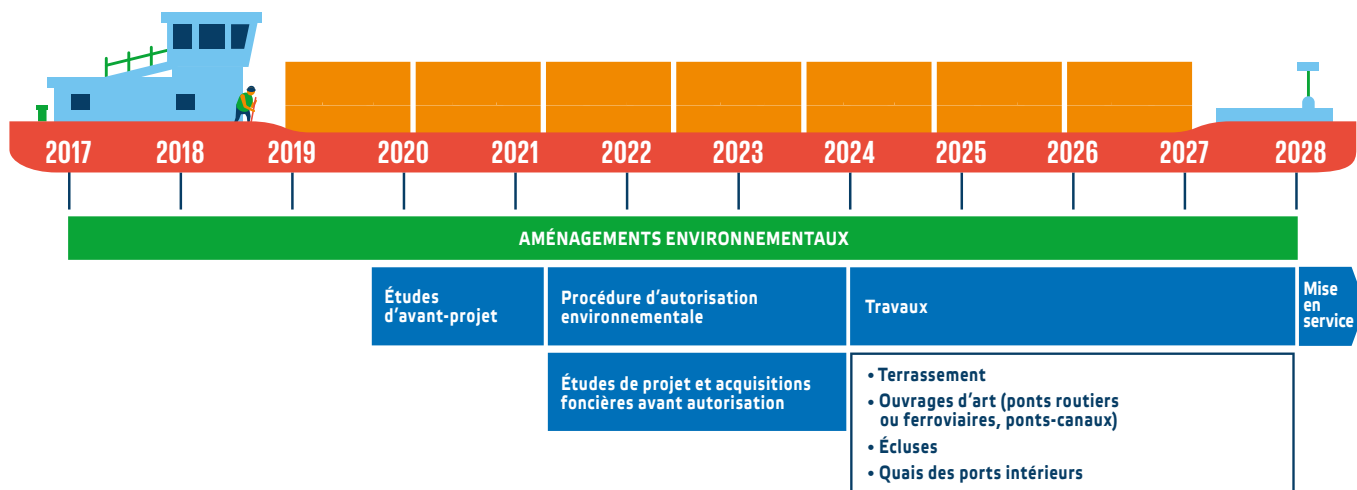 2017 2018 2019 2020 2021 2022 2023 2024 2025 2026 2027 2028
AMÉNAGEMENTS ENVIRONNEMENTAUX
Études
d'avant-projet
Procédure d'autorisation
environnementale
Travaux
Mise
en
service
Études de projet et acquisitions
foncières avant autorisation
• Terrassement
• Ouvrages d'art (ponts routiers
ou ferroviaires, ponts-canaux)
• Écluses
• Quais des ports intérieurs